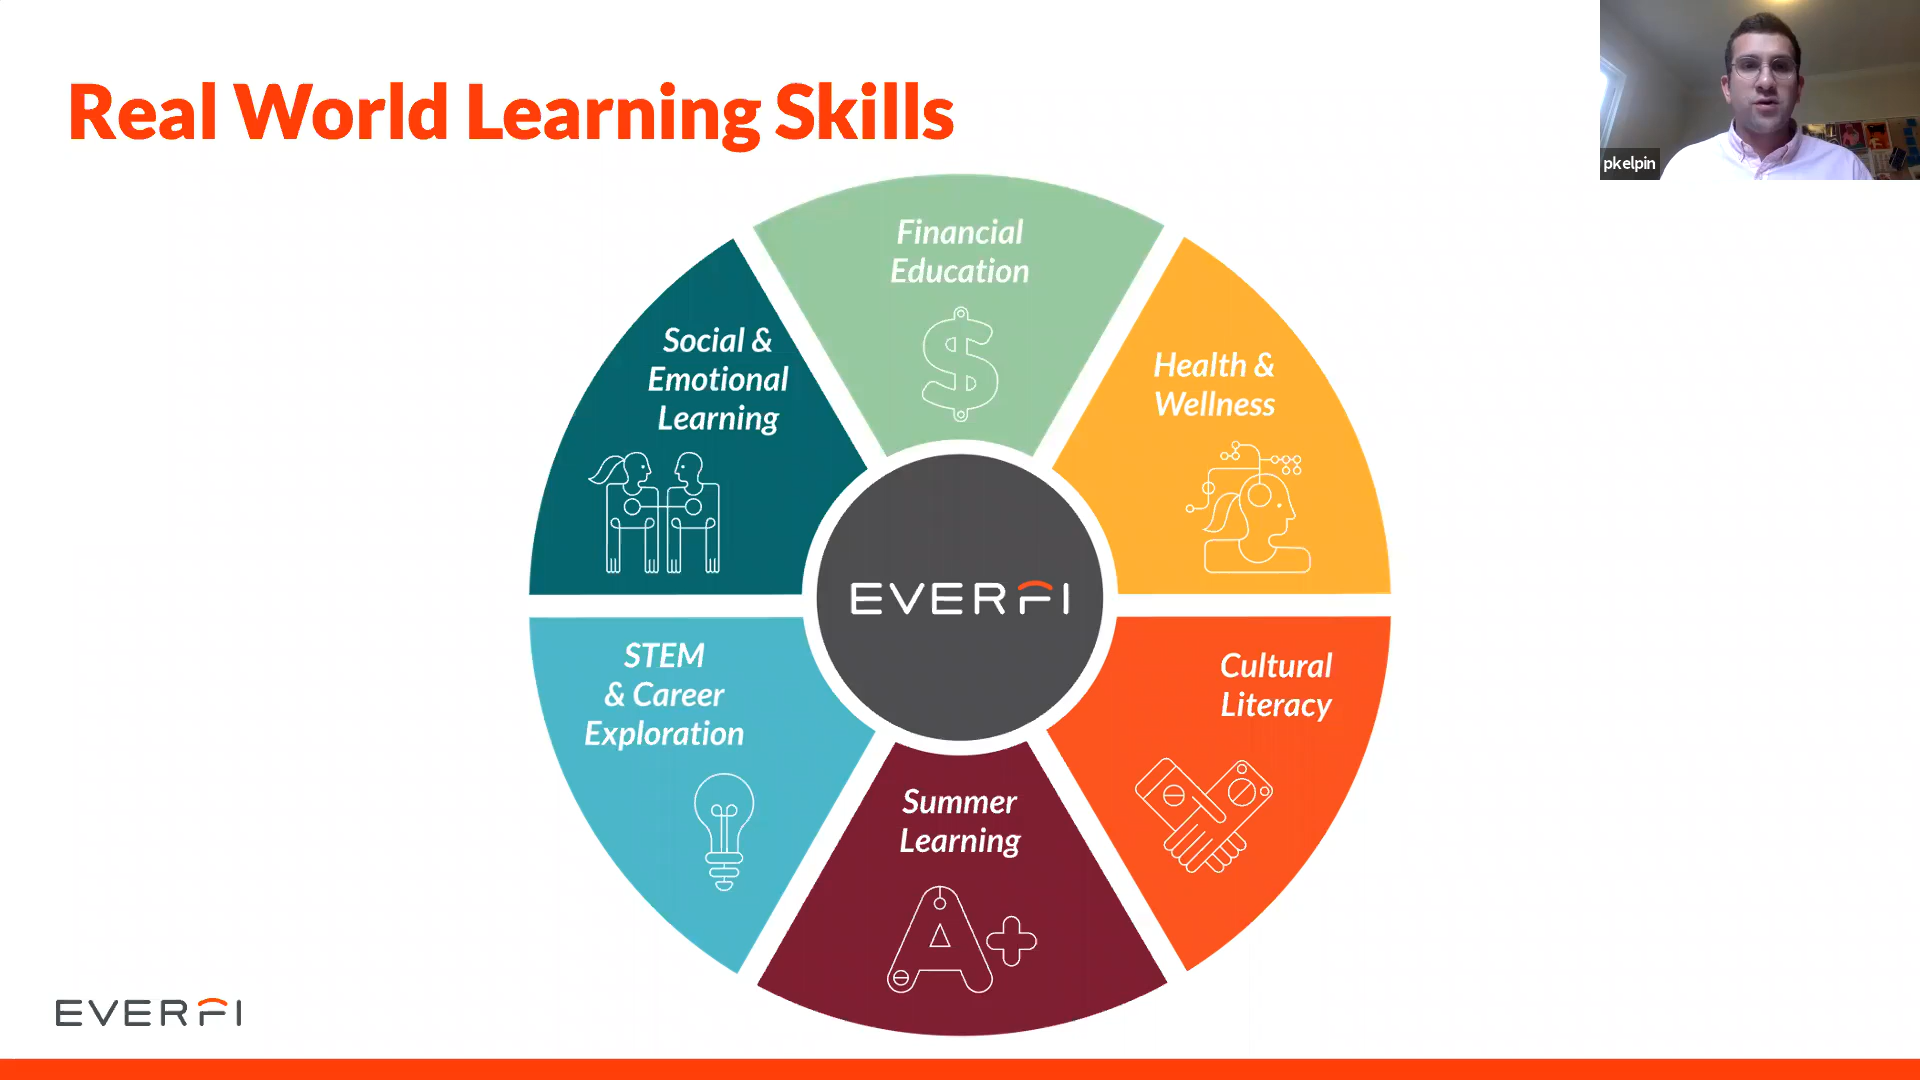 Real World Learning Skills
pkelpin
Financial
Education
Social &
Emotional
Learning
Health &
Wellness
EVERFI
STEM
& Career
Exploration
Cultural
Literacy
Summer
Learning
A+
EVERFI